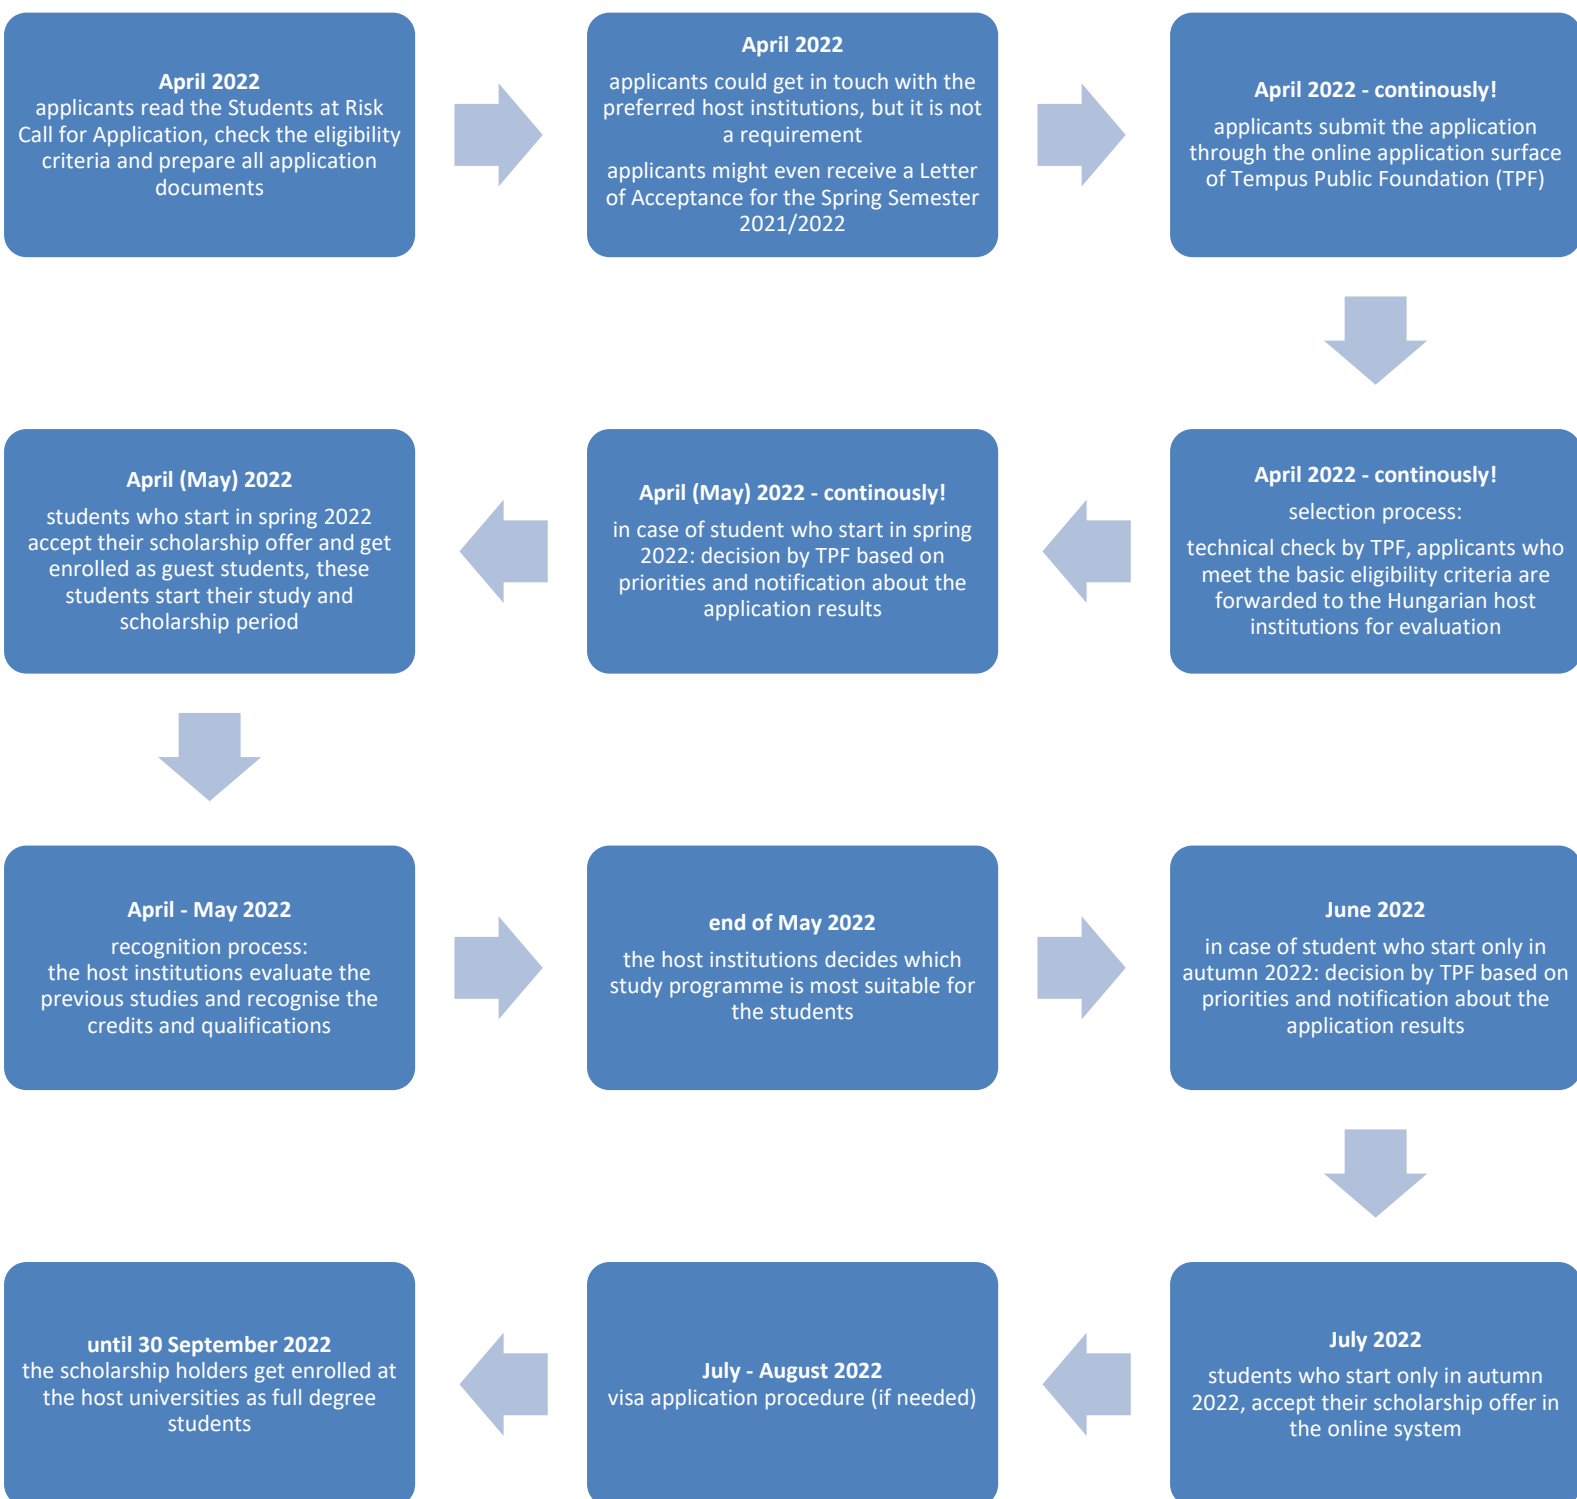 April 2022
applicants read the Students at Risk
Call for Application, check the eligibility
criteria and prepare all application
documents
April 2022
applicants could get in touch with the
preferred host institutions, but it is not
a requirement
applicants might even receive a Letter
of Acceptance for the Spring Semester
2021/2022
April 2022 - continously!
applicants submit the application
through the online application surface
of Tempus Public Foundation (TPF)
April 2022 - continously!
selection process:
technical check by TPF, applicants who
meet the basic eligibility criteria are
forwarded to the Hungarian host
institutions for evaluation
April (May) 2022 - continously!
in case of student who start in spring
2022: decision by TPF based on
priorities and notification about the
application results
April (May) 2022
students who start in spring 2022
accept their scholarship offer and get
enrolled as guest students, these
students start their study and
scholarship period
April - May 2022
recognition process:
the host institutions evaluate the
previous studies and recognise the
credits and qualifications
end of May 2022
the host institutions decides which
study programme is most suitable for
the students
June 2022
in case of student who start only in
autumn 2022: decision by TPF based on
priorities and notification about the
application results
July 2022
students who start only in autumn
2022, accept their scholarship offer in
the online system
July - August 2022
visa application procedure (if needed)
until 30 September 2022
the scholarship holders get enrolled at
the host universities as full degree
students